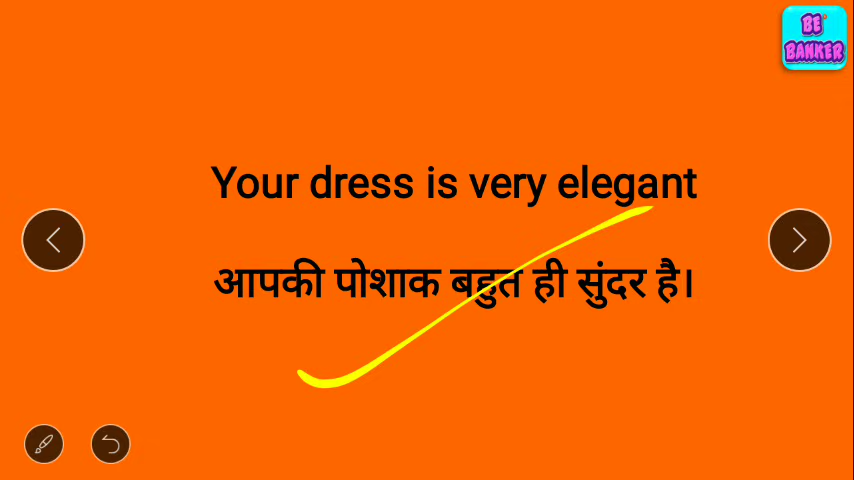 BE
BANKER
Your dress is very elegant
आपकी पोशाक बहुत ही सुंदर है।